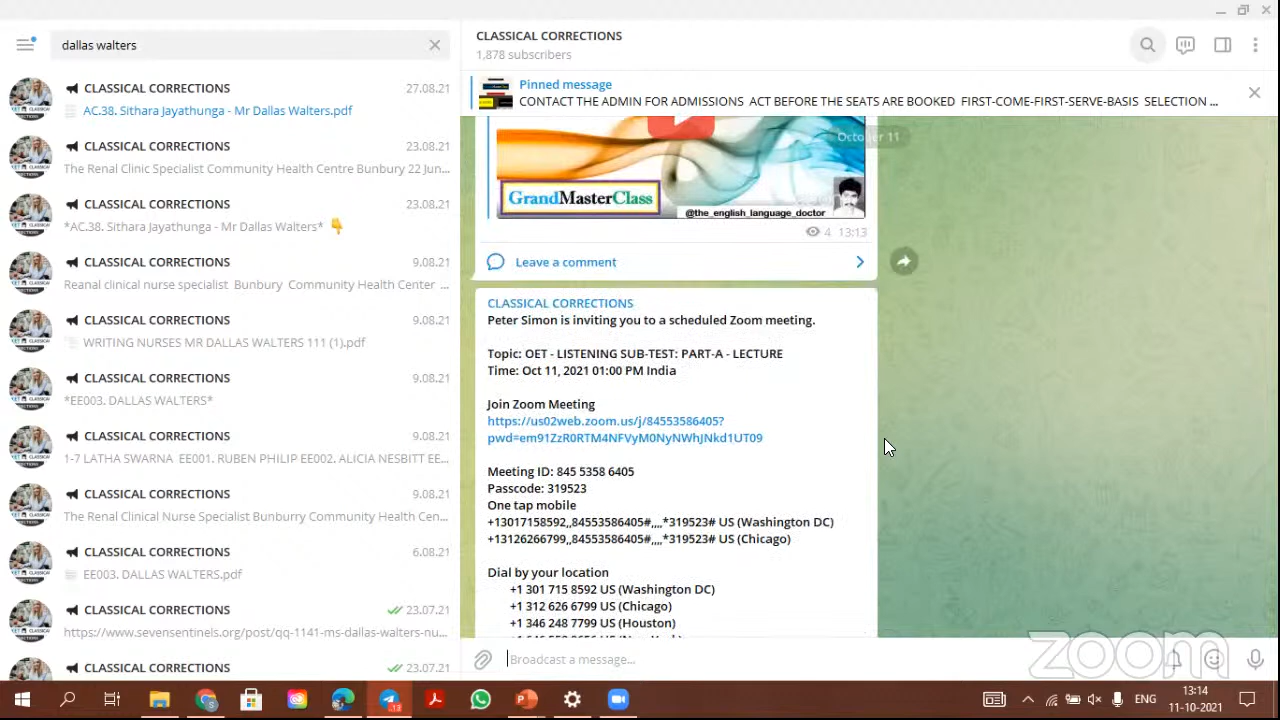 dallas walters
CLASSICAL CORRECTIONS 27.08.21
AC.38. Sithara Jayathunga - Mr Dallas Walters.pdf
CLASSICAL CORRECTIONS 23.08.21
The Renal Clinic Specialist Community Health Centre Bunbury 22 Jun...
CLASSICAL CORRECTIONS 23.08.21
*AC.38. Sithara Jayathunga - Mr Dallas Walters* 👇
CLASSICAL CORRECTIONS 9.08.21
Reanal clinical nurse specialist Bunbury Community Health Center ...
CLASSICAL CORRECTIONS 9.08.21
WRITING NURSES MR DALLAS WALTERS 111 (1).pdf
CLASSICAL CORRECTIONS 9.08.21
*EE003. DALLAS WALTERS*
CLASSICAL CORRECTIONS 9.08.21
1-7 LATHA SWARNA EE001. RUBEN PHILIP EE002. ALICIA NESBITT EE...
CLASSICAL CORRECTIONS 9.08.21
The Renal Clinical Nurse Specialist Bunburry Community Health Cen...
CLASSICAL CORRECTIONS 6.08.21
EE003. DALLAS WALTERS.pdf
CLASSICAL CORRECTIONS 23.07.21
https://www.sevensentinels.org/post/qq-1141-ms-dallas-walters-nu...
CLASSICAL CORRECTIONS 23.07.21
CLASSICAL CORRECTIONS
1,878 subscribers
Pinned message
CONTACT THE ADMIN FOR ADMISSIONS ACT BEFORE THE SEATS ARE BOOKED FIRST-COME-FIRST-SERVE-BASIS SELECTION ...
October 11
GrandMasterClass
@the_english_language_doctor
4 13:13
Leave a comment
CLASSICAL CORRECTIONS
Peter Simon is inviting you to a scheduled Zoom meeting.
Topic: OET - LISTENING SUB-TEST: PART-A - LECTURE
Time: Oct 11, 2021 01:00 PM India
Join Zoom Meeting
https://us02web.zoom.us/j/84553586405?
pwd=em91ZzR0RTM4NFVyM0NyNWhJNkd1UT09
Meeting ID: 845 5358 6405
Passcode: 319523
One tap mobile
+13017158592,,84553586405#,,,,*319523# US (Washington DC)
+13126266799,,84553586405#,,,,*319523# US (Chicago)
Dial by your location
+1 301 715 8592 US (Washington DC)
+1 312 626 6799 US (Chicago)
+1 346 248 7799 US (Houston)
Broadcast a message...
zoom
18
ENG
13:14
11-10-2021